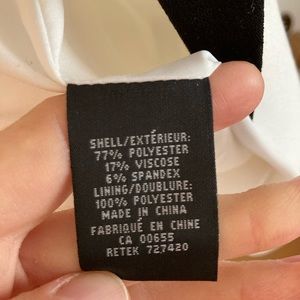 SHELL/EXTÉRIEUR:
77% POLYESTER
17% VISCOSE
6% SPANDEX
LINING/DOUBLURE:
100% POLYESTER
MADE IN CHINA
FABRIQUÉ EN CHINE
CA 00655
RETEK 727420